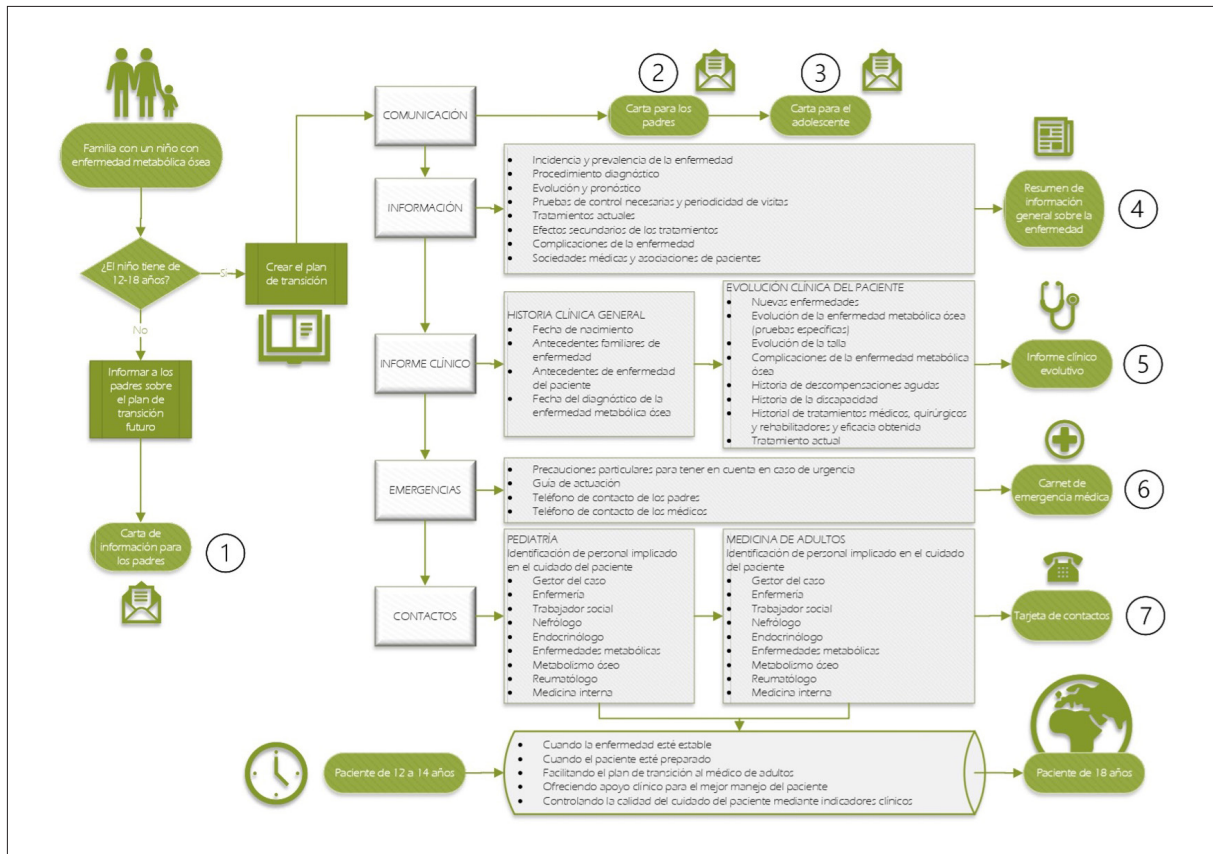 Familia con un niño con
enfermedad metabólica ósea
¿El niño tiene de
12-18 años?
Sí
No
Crear el plan
de transición
Informar a los
padres sobre
el plan de
transición
futuro
Carta de
información para
los padres
1
COMUNICACIÓN
2
Carta para los
padres
3
Carta para el
adolescente
INFORMACIÓN
• Incidencia y prevalencia de la enfermedad
• Procedimiento diagnóstico
• Evolución y pronóstico
• Pruebas de control necesarias y periodicidad de visitas
• Tratamientos actuales
• Efectos secundarios de los tratamientos
• Complicaciones de la enfermedad
• Sociedades médicas y asociaciones de pacientes
Resumen de
información
general sobre la
enfermedad
4
INFORME CLÍNICO
HISTORIA CLÍNICA GENERAL
• Fecha de nacimiento
• Antecedentes familiares de
enfermedad
• Antecedentes de enfermedad
del paciente
• Fecha del diagnóstico de la
enfermedad metabólica ósea
EVOLUCIÓN CLÍNICA DEL PACIENTE
• Nuevas enfermedades
• Evolución de la enfermedad metabólica ósea
(pruebas específicas)
• Evolución de la talla
• Complicaciones de la enfermedad metabólica
ósea
• Historia de descompensaciones agudas
• Historia de la discapacidad
• Historial de tratamientos médicos, quirúrgicos
y rehabilitadores y eficacia obtenida
• Tratamiento actual
Informe clínico
evolutivo
5
EMERGENCIAS
• Precauciones particulares para tener en cuenta en caso de urgencia
• Guía de actuación
• Teléfono de contacto de los padres
• Teléfono de contacto de los médicos
Carnet de
emergencia médica
6
CONTACTOS
PEDIATRÍA
Identificación de personal implicado
en el cuidado del paciente
• Gestor del caso
• Enfermería
• Trabajador social
• Nefrólogo
• Endocrinólogo
• Enfermedades metabólicas
• Metabolismo óseo
• Reumatólogo
• Medicina interna
MEDICINA DE ADULTOS
Identificación de personal implicado en el cuidado
del paciente
• Gestor del caso
• Enfermería
• Trabajador social
• Nefrólogo
• Endocrinólogo
• Enfermedades metabólicas
• Metabolismo óseo
• Reumatólogo
• Medicina interna
Tarjeta de contactos
7
Paciente de 12 a 14 años
• Cuando la enfermedad esté estable
• Cuando el paciente esté preparado
• Facilitando el plan de transición al médico de adultos
• Ofreciendo apoyo clínico para el mejor manejo del paciente
• Controlando la calidad del cuidado del paciente mediante indicadores clínicos
Paciente de 18 años